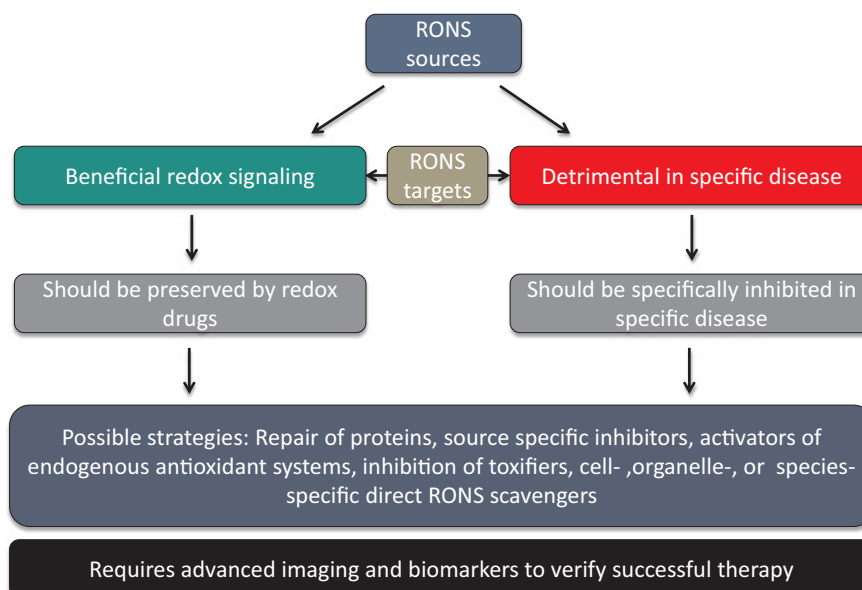 RONS
sources
Beneficial redox signaling
RONS
targets
Detrimental in specific disease
Should be preserved by redox
drugs
Should be specifically inhibited in
specific disease
Possible strategies: Repair of proteins, source specific inhibitors, activators of
endogenous antioxidant systems, inhibition of toxifiers, cell- ,organelle-, or species-
specific direct RONS scavengers
Requires advanced imaging and biomarkers to verify successful therapy